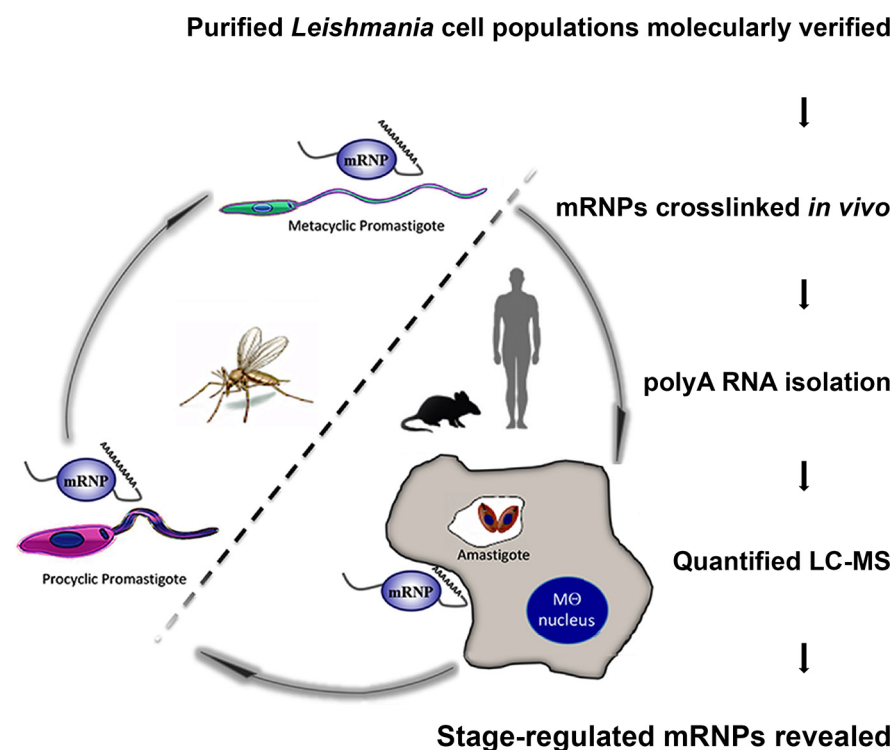 Purified Leishmania cell populations molecularly verified
AAAAAAAAA
mRNP
Metacyclic Promastigote
mRNPs crosslinked in vivo
polyA RNA isolation
AAAAAAAAA
mRNP
Procyclic Promastigote
Amastigote
Quantified LC-MS
mRNP
MΘ
nucleus
Stage-regulated mRNPs revealed